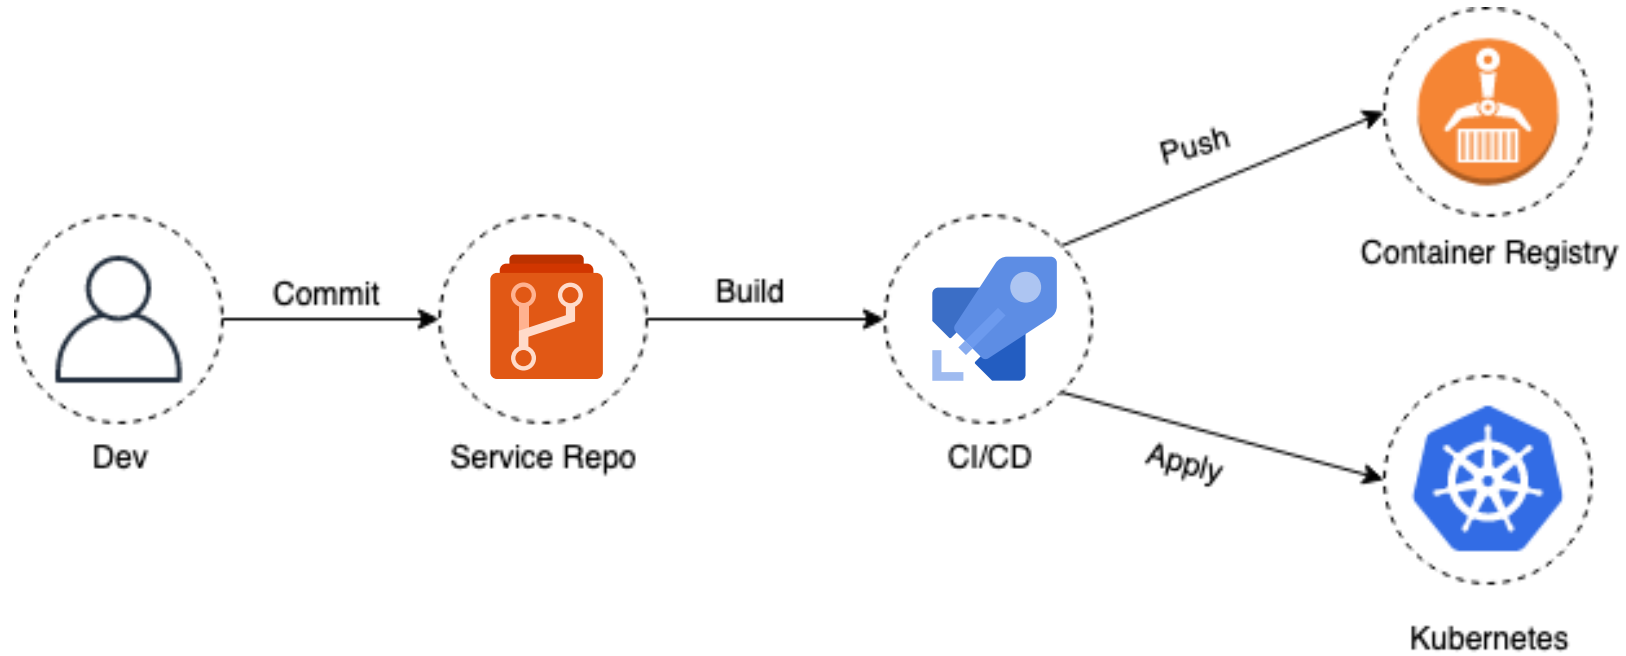 Commit
Build
Push
Apply
Dev
Service Repo
CI/CD
Container Registry
Kubernetes